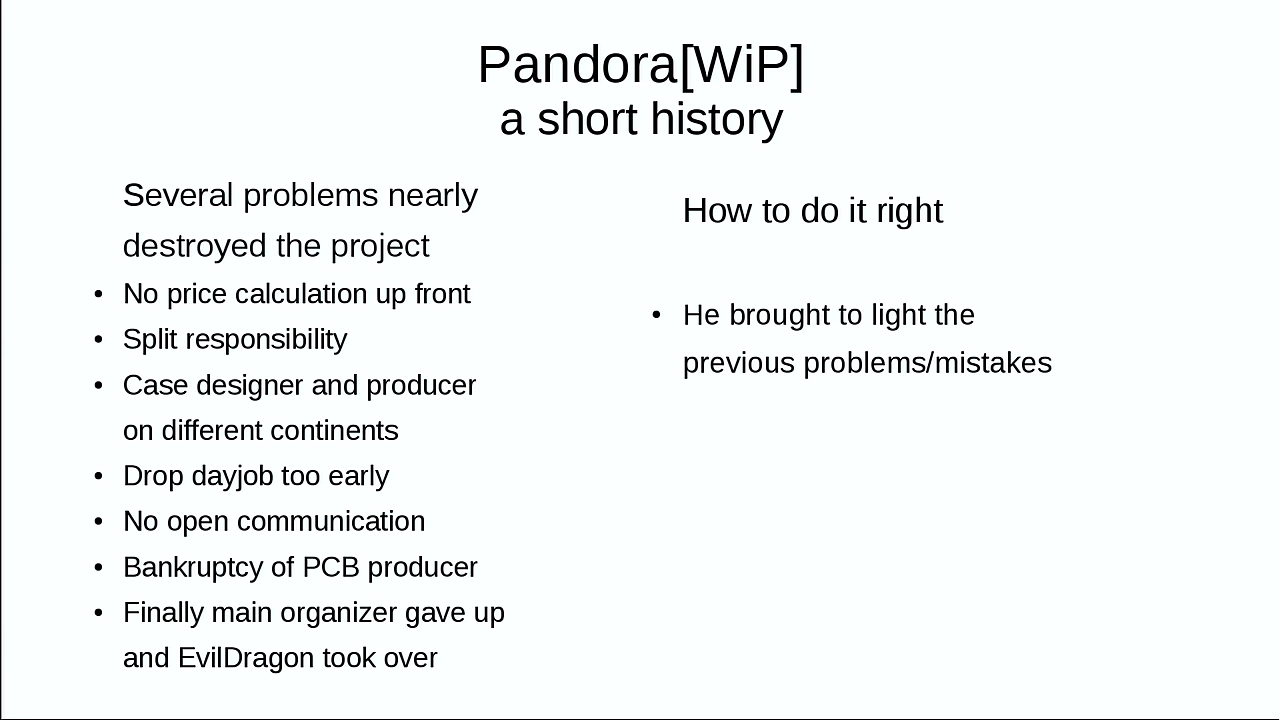 Pandora[WiP]
a short history
Several problems nearly
destroyed the project
• No price calculation up front
• Split responsibility
• Case designer and producer
on different continents
• Drop dayjob too early
• No open communication
• Bankruptcy of PCB producer
• Finally main organizer gave up
and EvilDragon took over
How to do it right
• He brought to light the
previous problems/mistakes